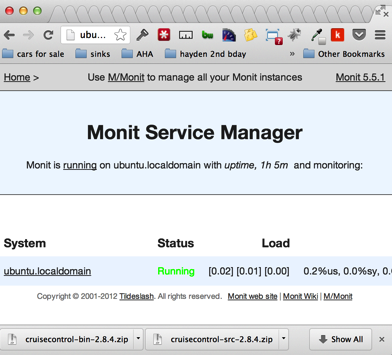 ubu
cars for sale
sinks
AHA
hayden 2nd bday
»
Other Bookmarks
Home >
Use M/Monit to manage all your Monit instances
Monit 5.5.1
Monit Service Manager
Monit is running on ubuntu.localdomain with uptime, 1h 5m and monitoring:
System Status Load
ubuntu.localdomain Running [0.02] [0.01] [0.00] 0.2%us, 0.0%sy, 0.
Copyright © 2001-2012 Tildeslash. All rights reserved. Monit web site | Monit Wiki | M/Monit
cruisecontrol-bin-2.8.4.zip
cruisecontrol-src-2.8.4.zip
Show All